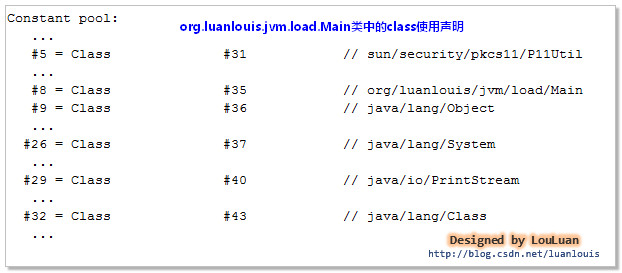 Constant pool:
org.luanlouis.jvm.load.Main类中的class使用声明
...
#5 = Class #31 // sun/security/pkcs11/P11Util
...
#8 = Class #35 // org/luanlouis/jvm/load/Main
#9 = Class #36 // java/lang/Object
...
#26 = Class #37 // java/lang/System
...
#29 = Class #40 // java/io/PrintStream
...
#32 = Class #43 // java/lang/Class
...
Designed by LouLuan
http://blog.csdn.net/luanlouis